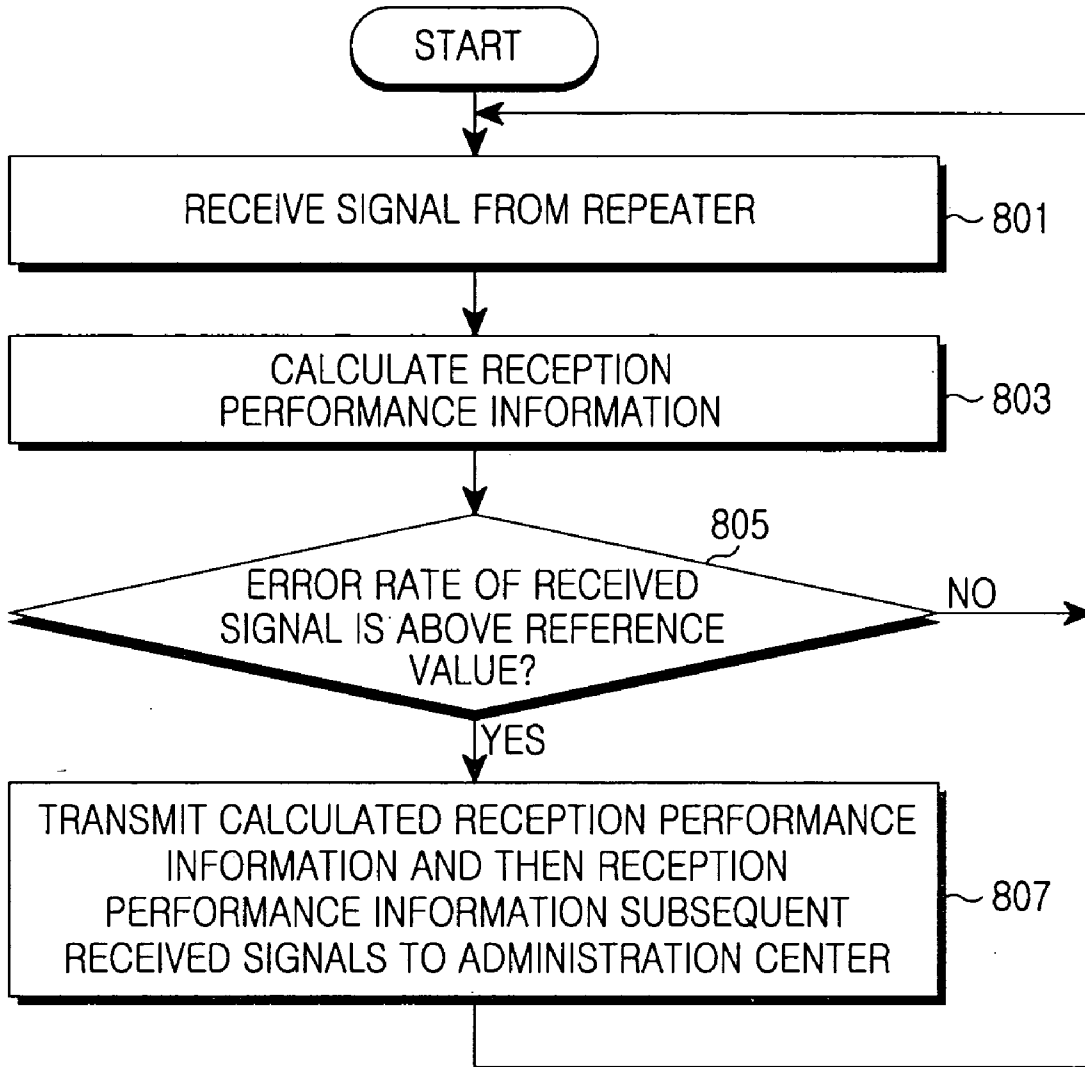 START
RECEIVE SIGNAL FROM REPEATER
801
CALCULATE RECEPTION
PERFORMANCE INFORMATION
803
805
ERROR RATE OF RECEIVED
SIGNAL IS ABOVE REFERENCE
VALUE?
NO
YES
TRANSMIT CALCULATED RECEPTION PERFORMANCE
INFORMATION AND THEN RECEPTION
PERFORMANCE INFORMATION SUBSEQUENT
RECEIVED SIGNALS TO ADMINISTRATION CENTER
807